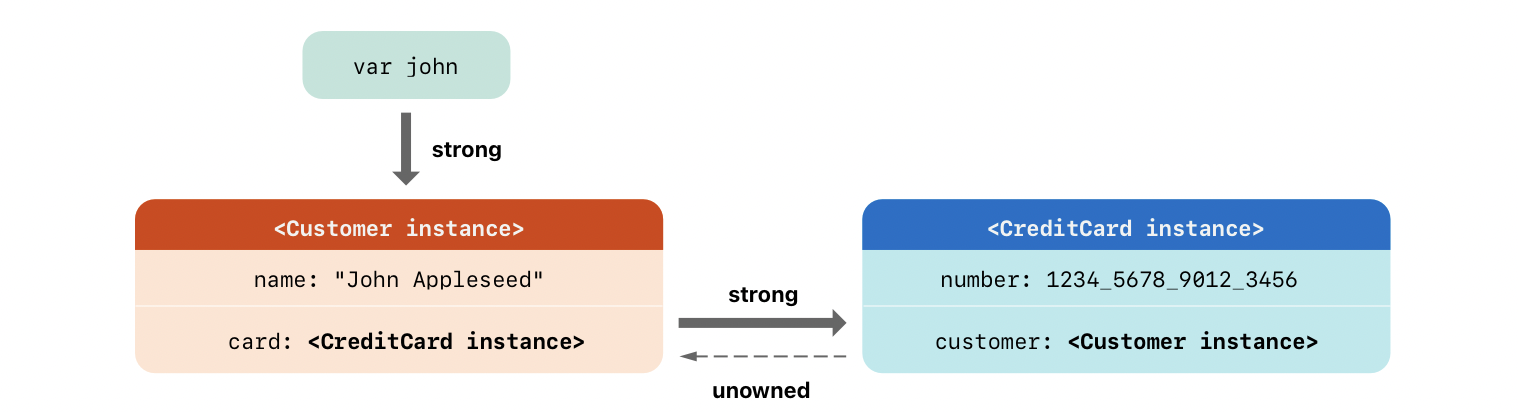 var john
strong
<Customer instance>
name: "John Appleseed"
card: <CreditCard instance>
strong
unowned
<CreditCard instance>
number: 1234_5678_9012_3456
customer: <Customer instance>